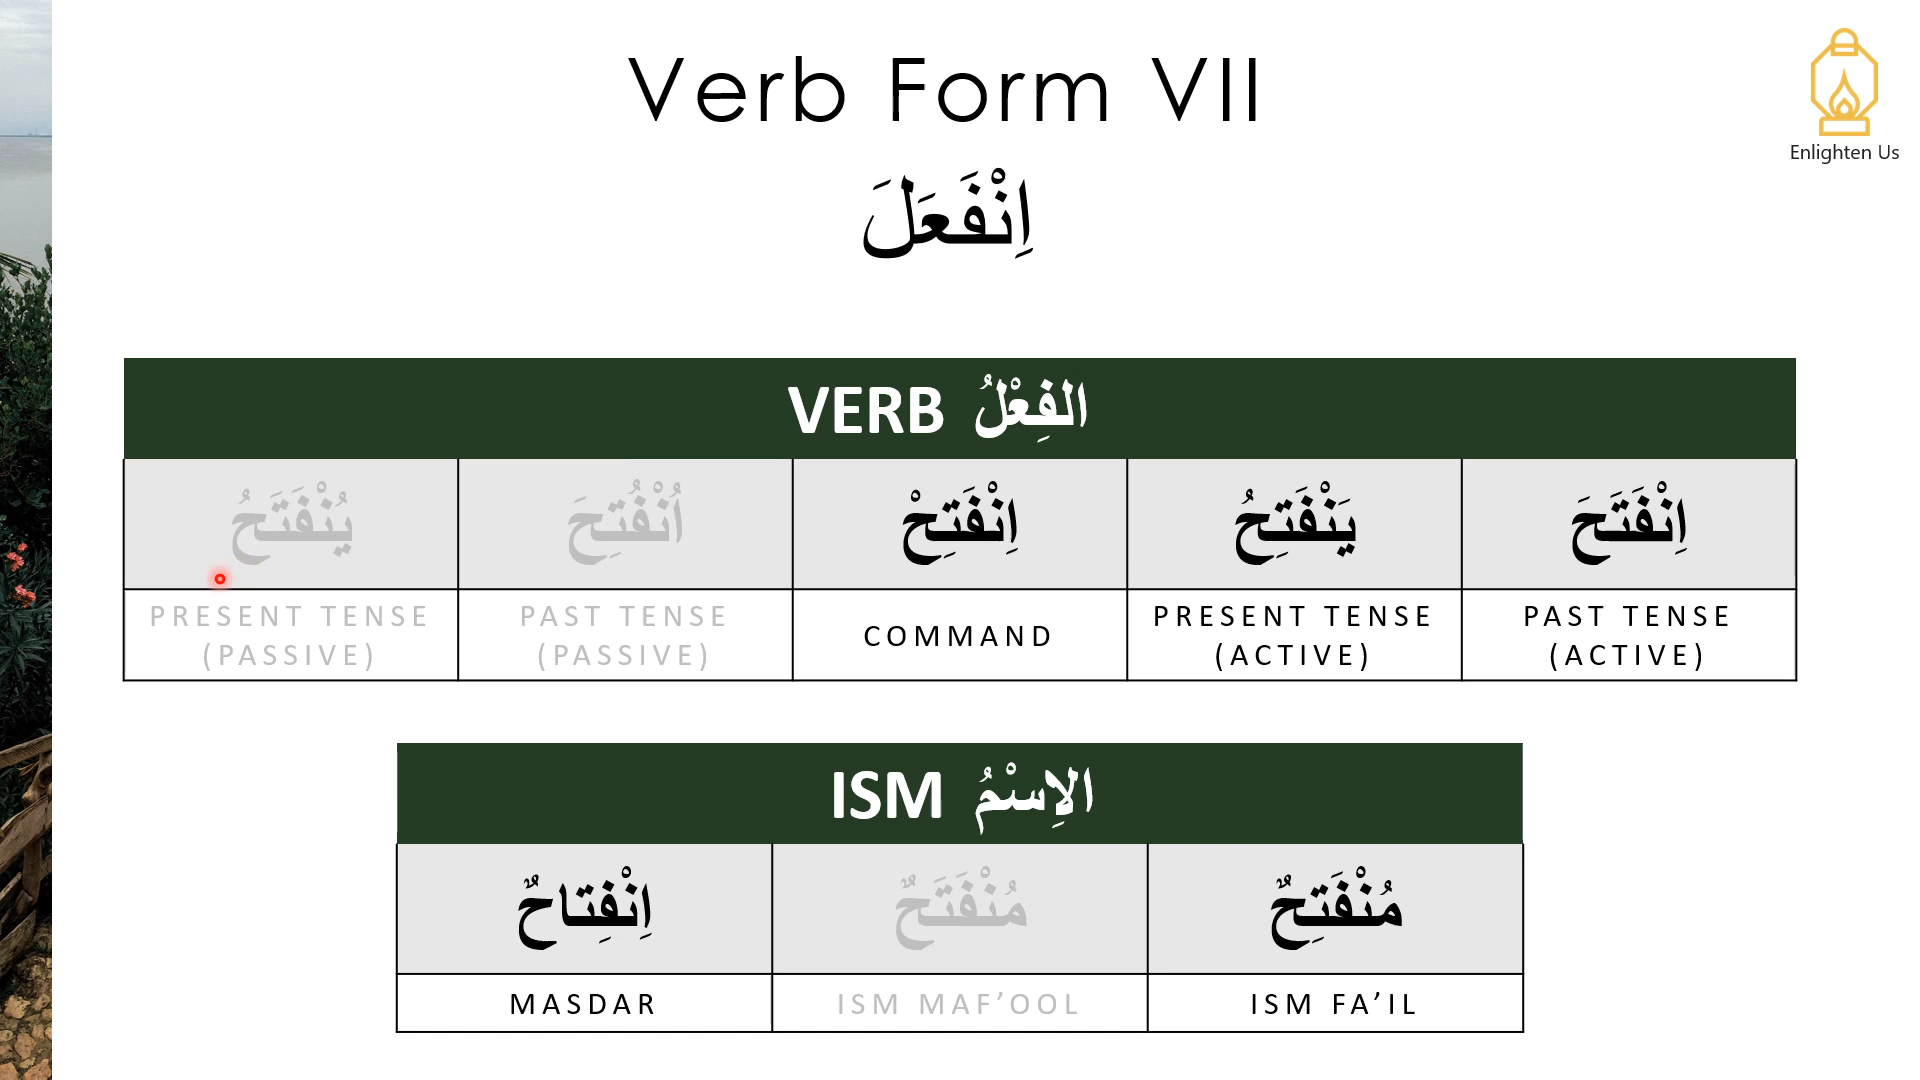 Verb Form VII
Enlighten Us
اِنْفَعَلَ
VERB الفِعْلُ
يُنْفَتَحُ
اُنْفُتِحَ
اِنْفَتِحْ
يَنْفَتِحُ
اِنْفَتَحَ
PRESENT TENSE
(PASSIVE)
PAST TENSE
(PASSIVE)
COMMAND
PRESENT TENSE
(ACTIVE)
PAST TENSE
(ACTIVE)
ISM الاِسْمُ
اِنْفِتاحٌ
مُنْفَتَحٌ
مُنْفَتِحٌ
MASDAR
ISM MAF’OOL
ISM FA’IL